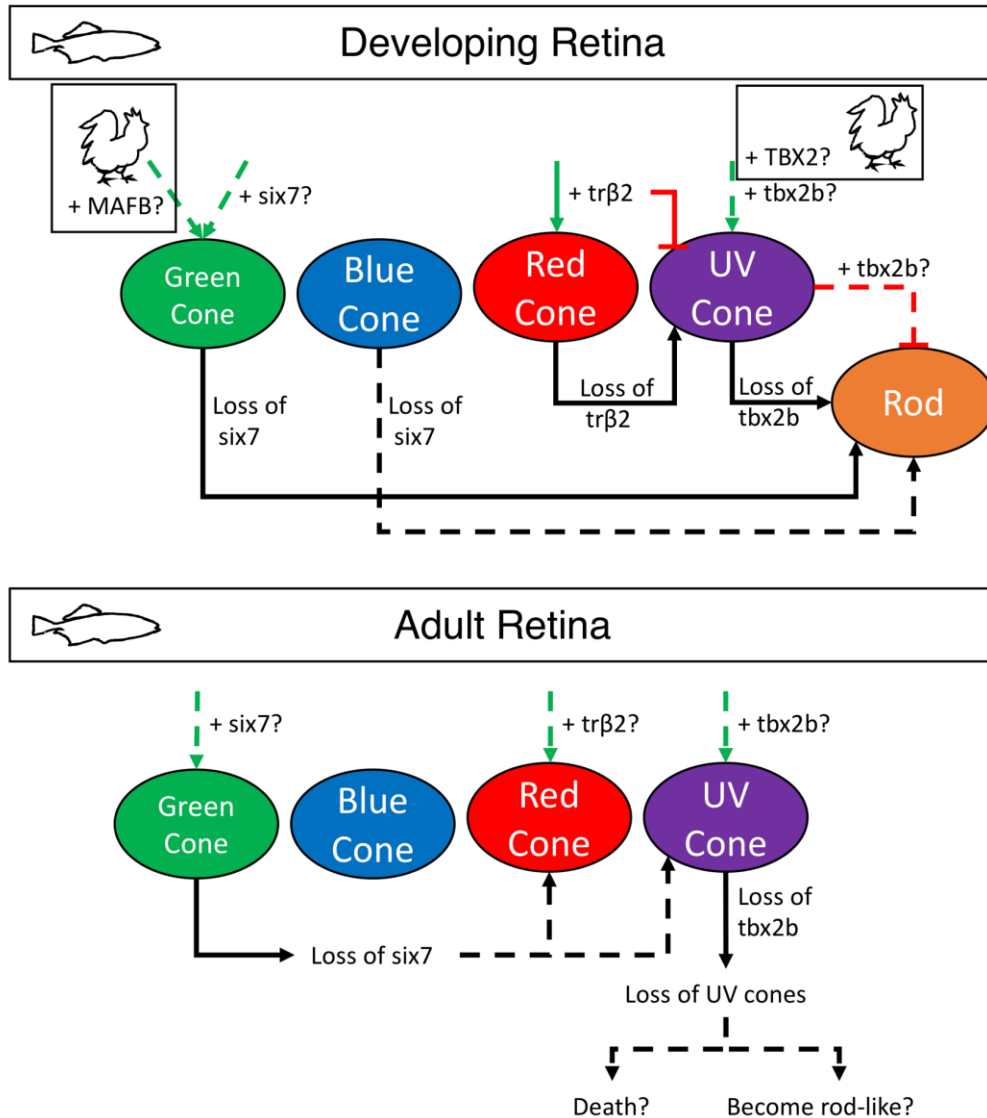 Developing Retina
+ MAFB?
+ six7?
+ trβ2
+ TBX2?
+ tbx2b?
Green
Cone
Blue
Cone
Red
Cone
UV
Cone
+ tbx2b?
Rod
Loss of
six7
Loss of
six7
Loss of
trβ2
Loss of
tbx2b
Adult Retina
+ six7?
+ trβ2?
+ tbx2b?
Green
Cone
Blue
Cone
Red
Cone
UV
Cone
Loss of six7
Loss of
tbx2b
Loss of UV cones
Death?
Become rod-like?